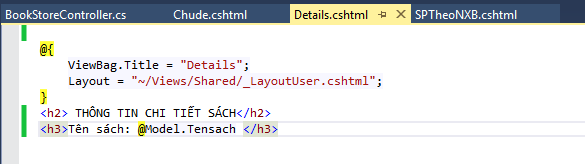 BookStoreController.cs Chude.cshtml Details.cshtml SPTheoNXB.cshtml
@{
ViewBag.Title = "Details";
Layout = "~/Views/Shared/_LayoutUser.cshtml";
}
<h2> THÔNG TIN CHI TIẾT SÁCH</h2>
<h3>Tên sách: @Model.Tensach </h3>